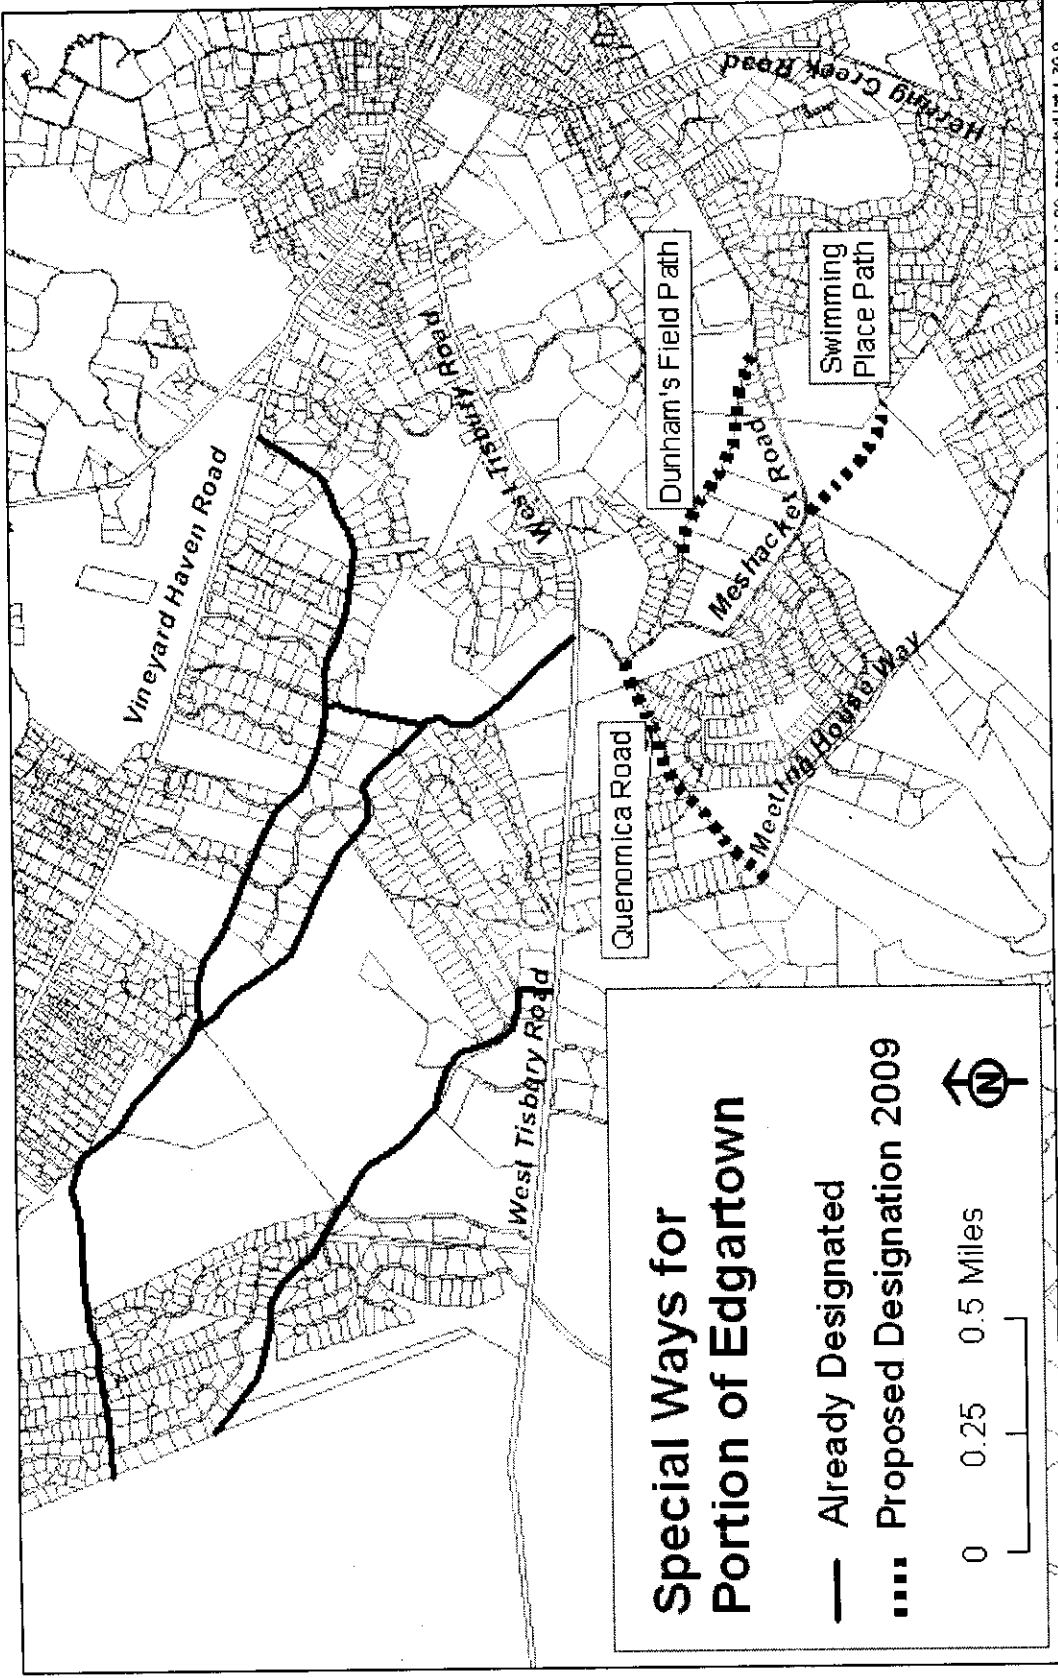 Vineyard Haven Road
West Tisbury Road
Herring Creek Road
Dunham's Field Path
Swimming
Place Path
Meshacket Road
Quenomica Road
Meeting House Way
West Tisbury Road
Special Ways for
Portion of Edgartown
Already Designated
Proposed Designation 2009
0 0.25 0.5 Miles
N